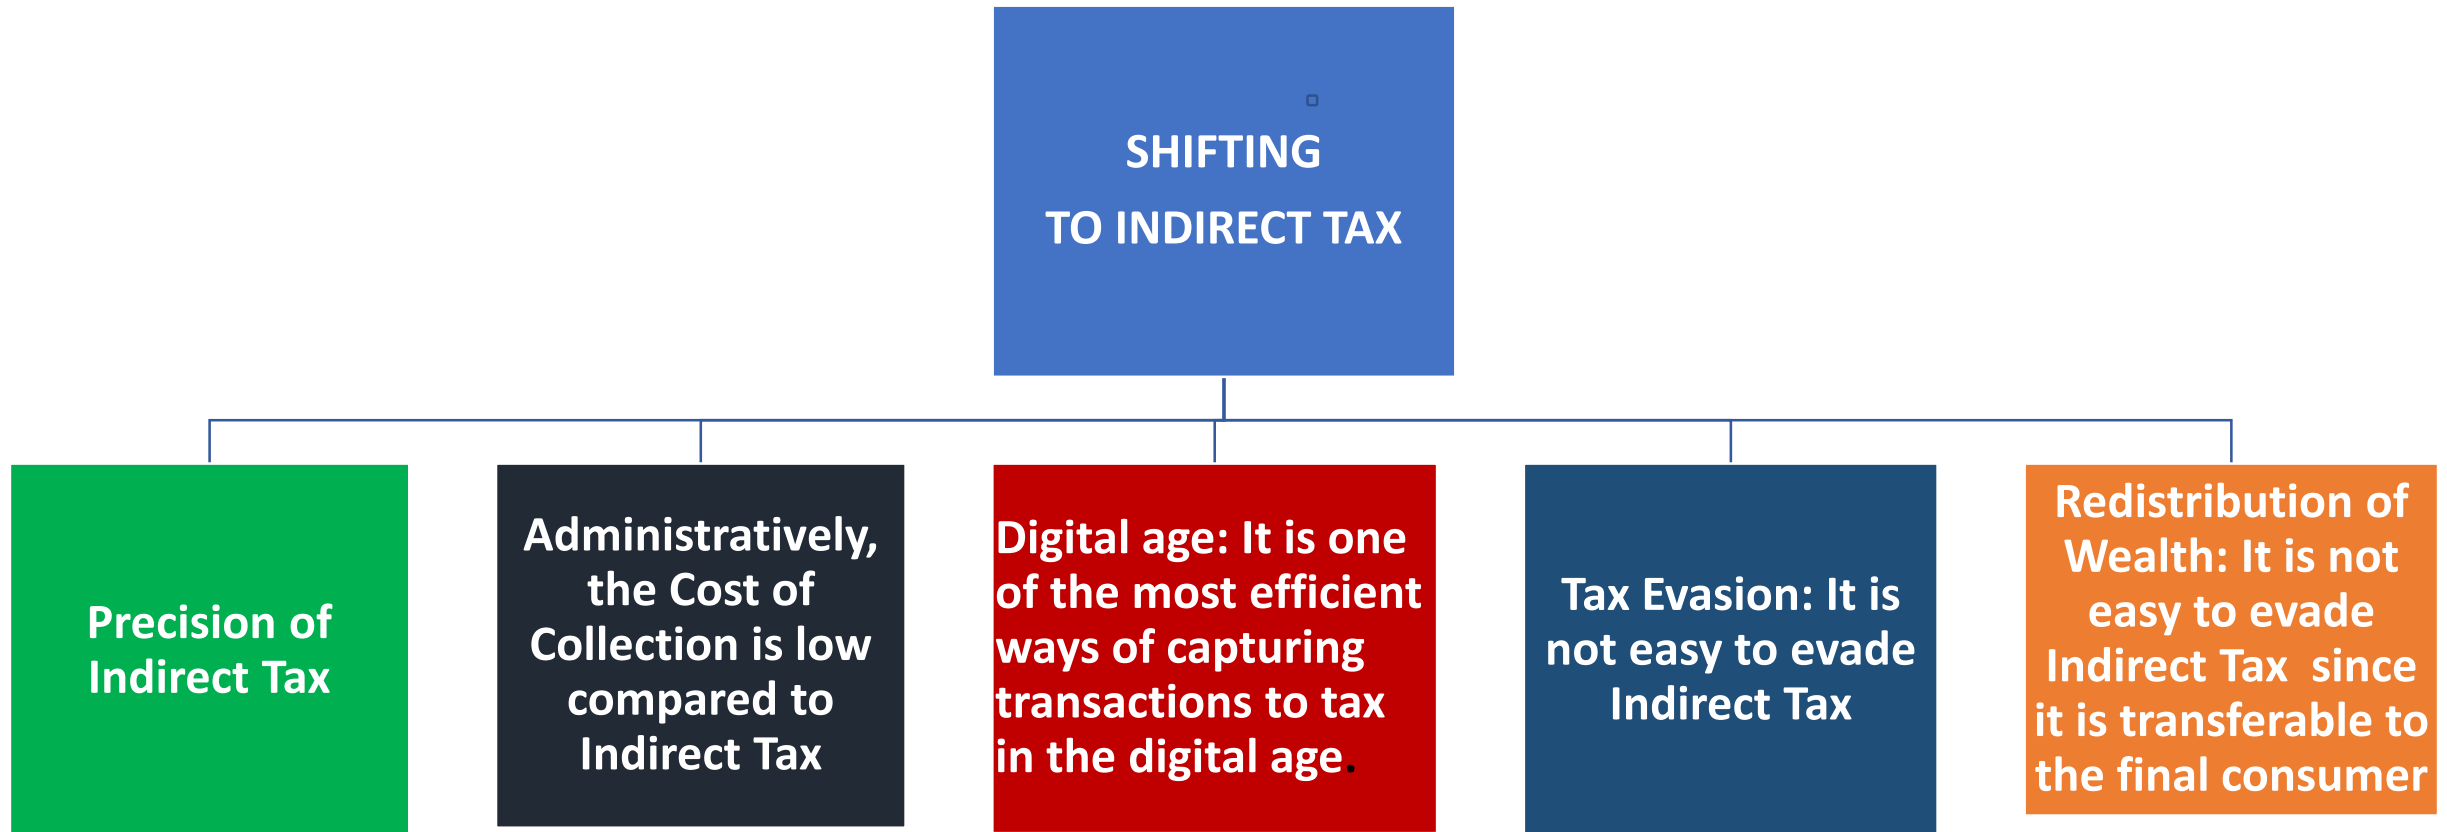 SHIFTING
TO INDIRECT TAX
Precision of
Indirect Tax
Administratively,
the Cost of
Collection is low
compared to
Indirect Tax
Digital age: It is one
of the most efficient
ways of capturing
transactions to tax
in the digital age.
Tax Evasion: It is
not easy to evade
Indirect Tax
Redistribution of
Wealth: It is not
easy to evade
Indirect Tax  since
it is transferable to
the final consumer